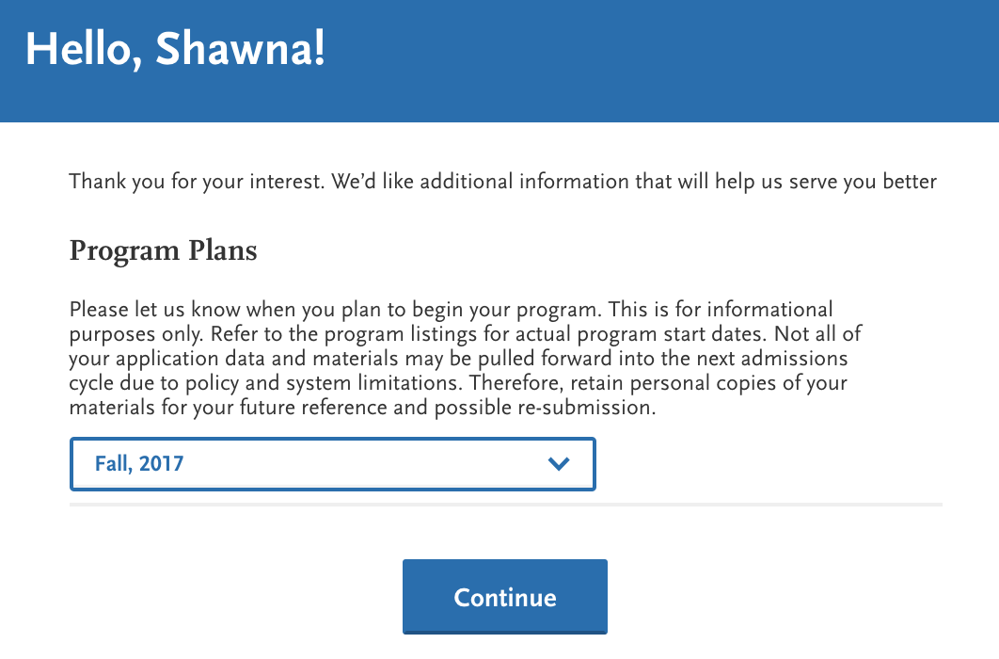 Hello, Shawna!
Thank you for your interest. We’d like additional information that will help us serve you better
Program Plans
Please let us know when you plan to begin your program. This is for informational
purposes only. Refer to the program listings for actual program start dates. Not all of
your application data and materials may be pulled forward into the next admissions
cycle due to policy and system limitations. Therefore, retain personal copies of your
materials for your future reference and possible re-submission.
Fall, 2017
Continue